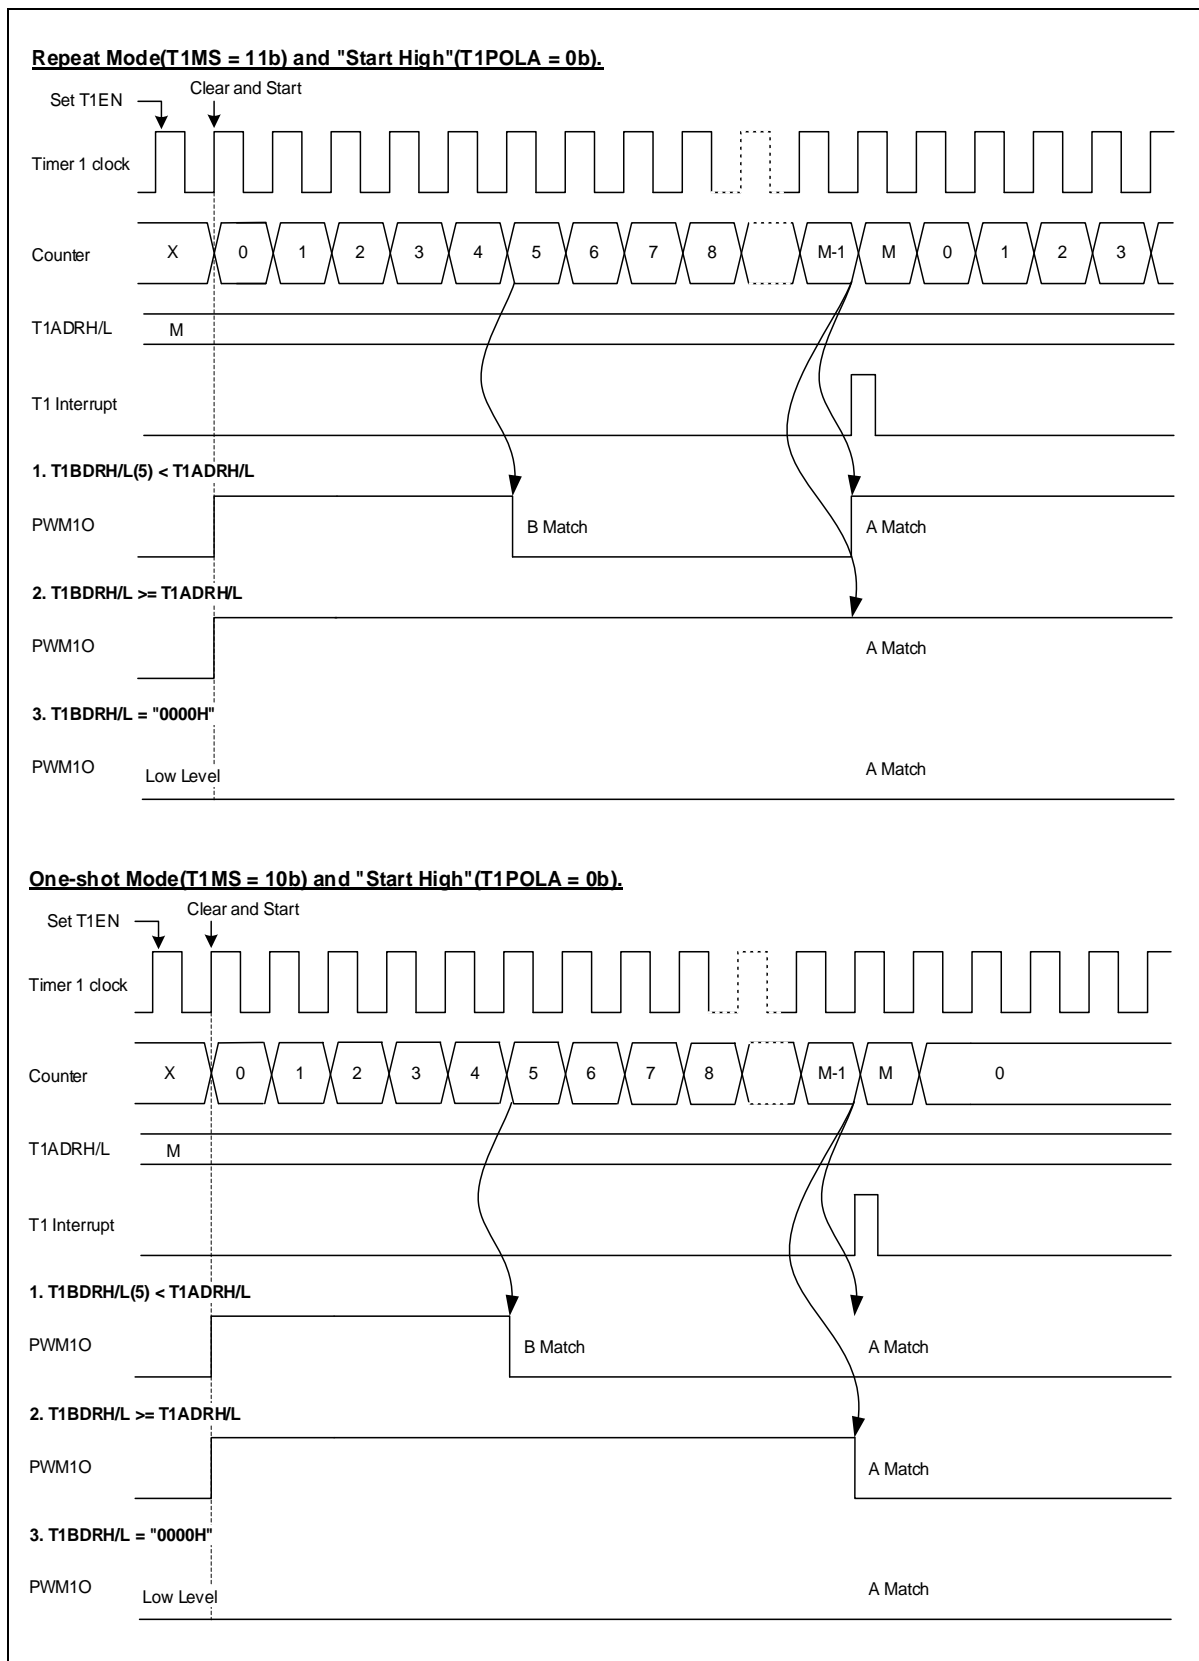 Repeat Mode(T1MS = 11b) and "Start High"(T1POLA = 0b).
Set T1EN
Clear and Start
Timer 1 clock
Counter X 0 1 2 3 4 5 6 7 8 M-1 M 0 1 2 3
T1ADRH/L M
T1 Interrupt
1. T1BDRH/L(5) < T1ADRH/L
PWM1O B Match A Match
2. T1BDRH/L >= T1ADRH/L
PWM1O A Match
3. T1BDRH/L = "0000H"
PWM1O Low Level A Match
One-shot Mode(T1MS = 10b) and "Start High"(T1POLA = 0b).
Set T1EN
Clear and Start
Timer 1 clock
Counter X 0 1 2 3 4 5 6 7 8 M-1 M 0
T1ADRH/L M
T1 Interrupt
1. T1BDRH/L(5) < T1ADRH/L
PWM1O B Match A Match
2. T1BDRH/L >= T1ADRH/L
PWM1O A Match
3. T1BDRH/L = "0000H"
PWM1O Low Level A Match